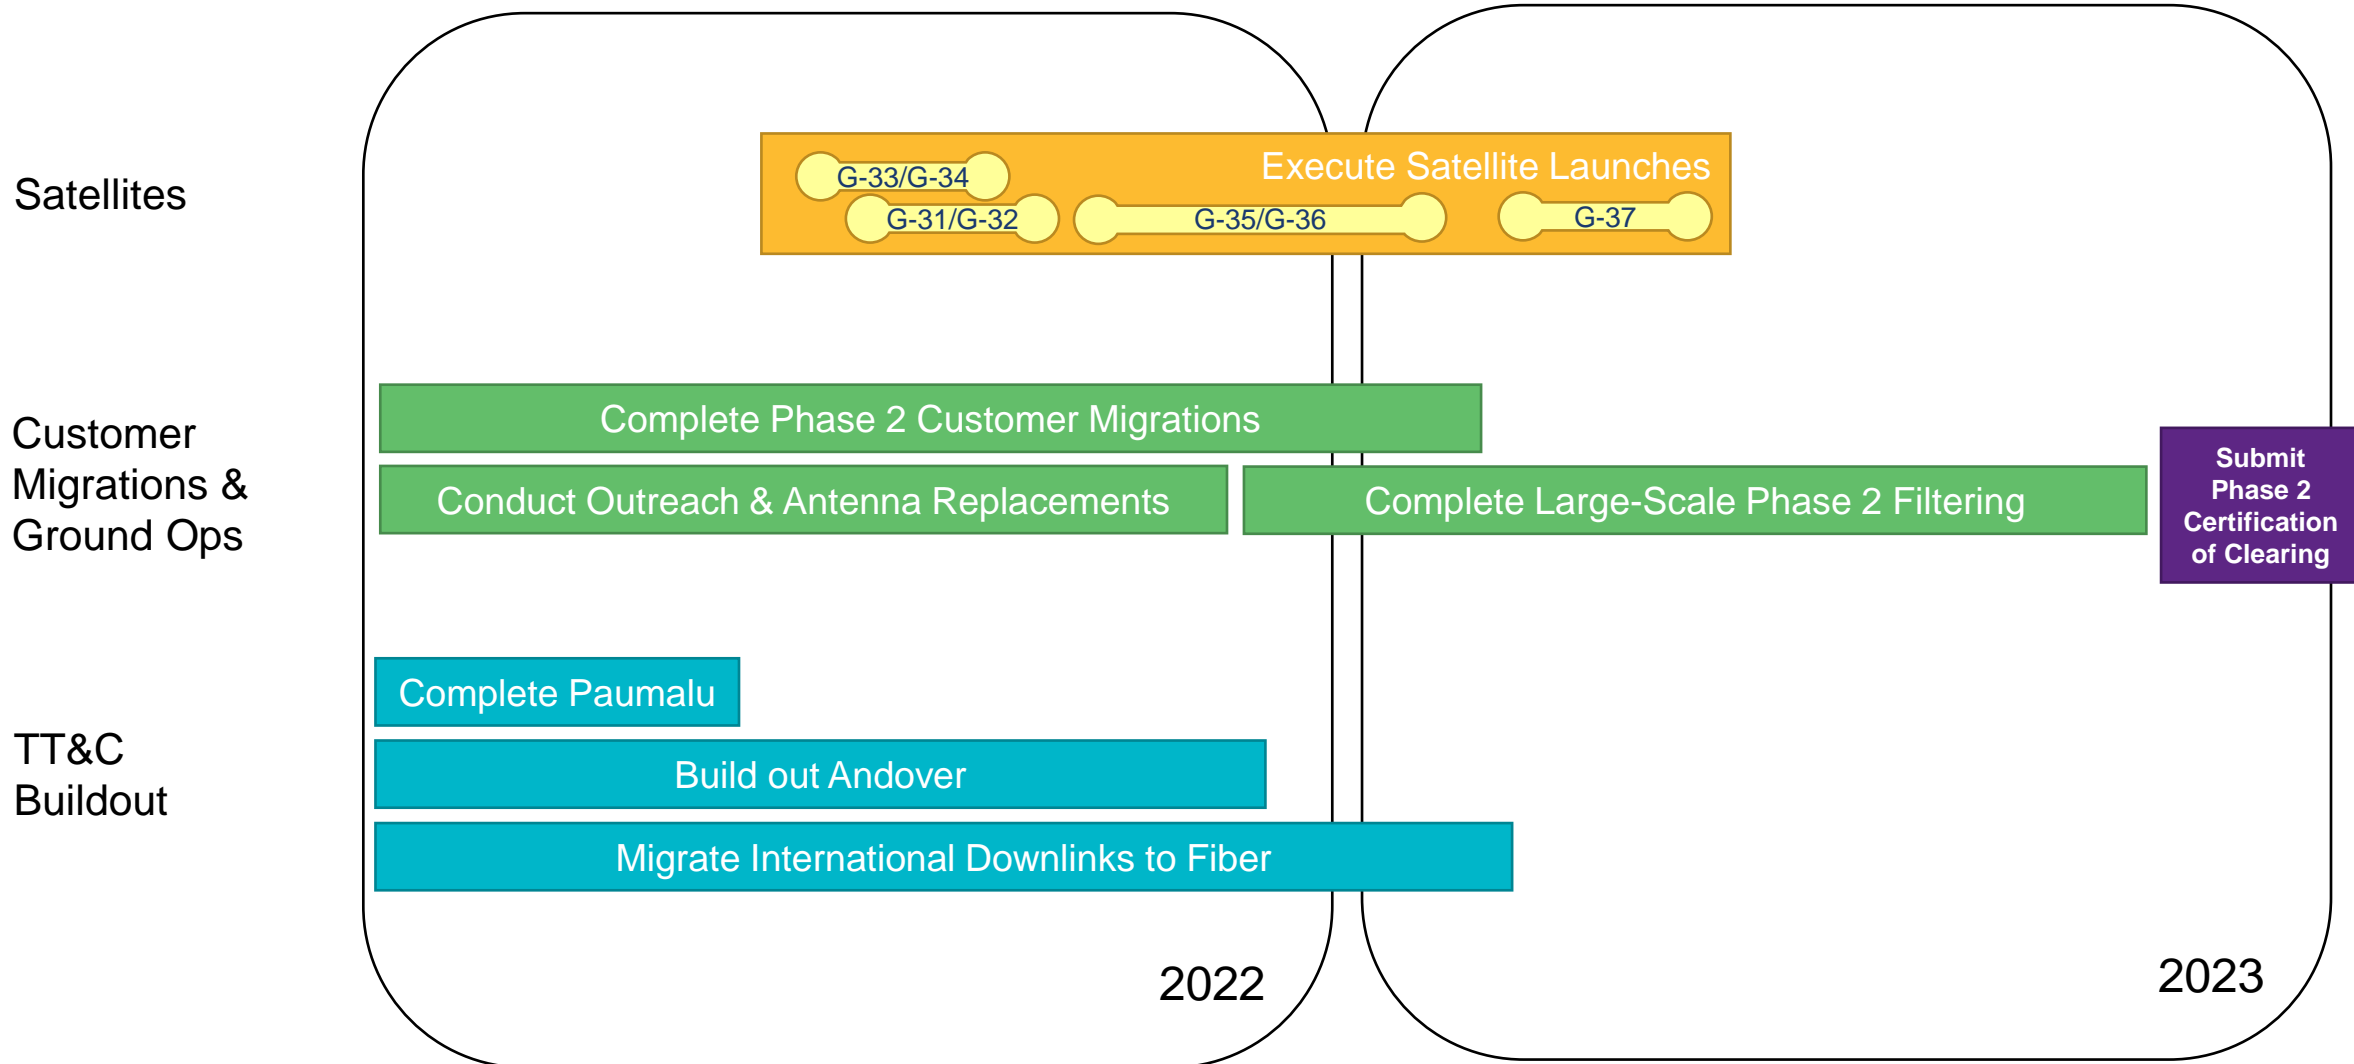 Satellites
Execute Satellite Launches
G-33/G-34
G-31/G-32
G-35/G-36
G-37
Customer
Migrations &
Ground Ops
Complete Phase 2 Customer Migrations
Conduct Outreach & Antenna Replacements
Complete Large-Scale Phase 2 Filtering
Submit
Phase 2
Certification
of Clearing
TT&C
Buildout
Complete Paumalu
Build out Andover
Migrate International Downlinks to Fiber
2022
2023